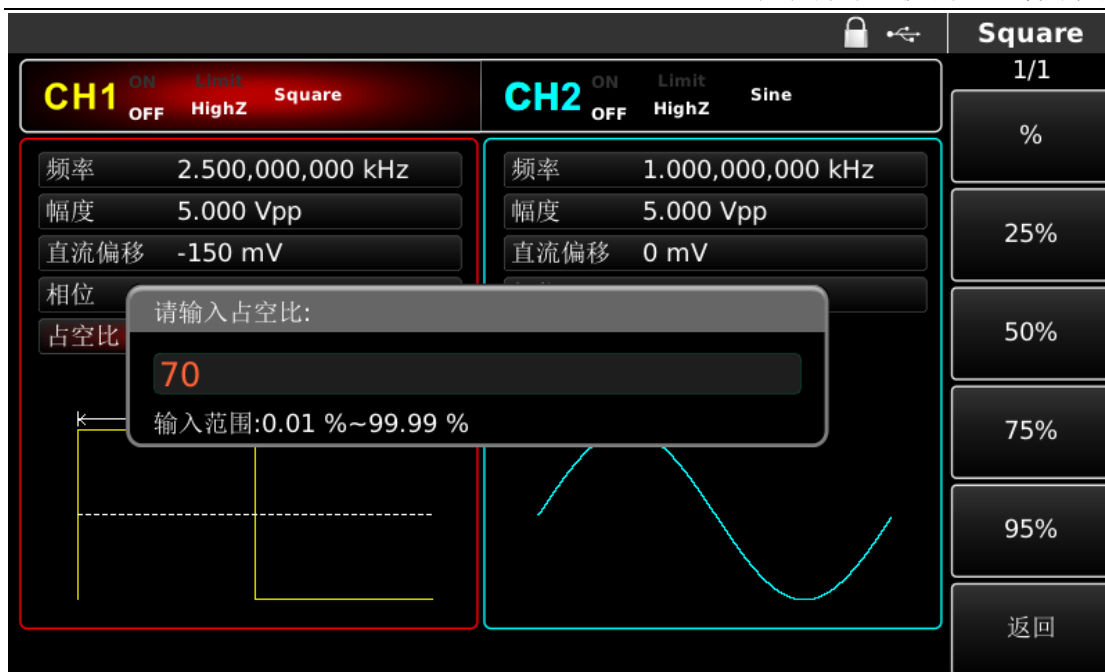 Square
1/1
CH1 ON OFF Limit HighZ Square
CH2 ON OFF Limit HighZ Sine
频率 2.500,000,000 kHz
幅度 5.000 Vpp
直流偏移 -150 mV
相位
占空比
频率 1.000,000,000 kHz
幅度 5.000 Vpp
直流偏移 0 mV
请输入占空比:
70
输入范围:0.01 %~99.99 %
%
25%
50%
75%
95%
返回